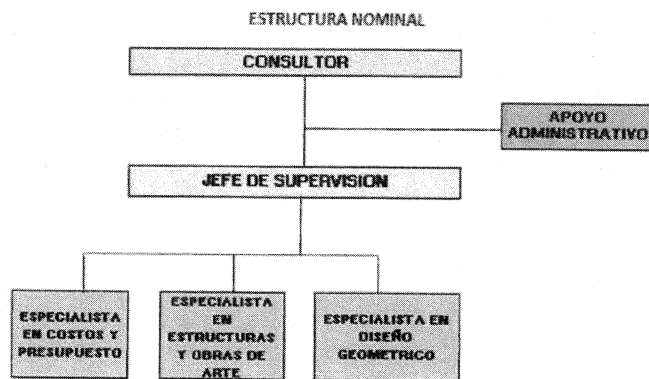 ESTRUCTURA NOMINAL
CONSULTOR
APOYO
ADMINISTRATIVO
JEFE DE SUPERVISION
ESPECIALISTA
EN COSTOS Y
PRESUPUESTO
ESPECIALISTA
EN
ESTRUCTURAS
Y OBRAS DE
ARTE
ESPECIALISTA EN
DISEÑO
GEOMETRICO